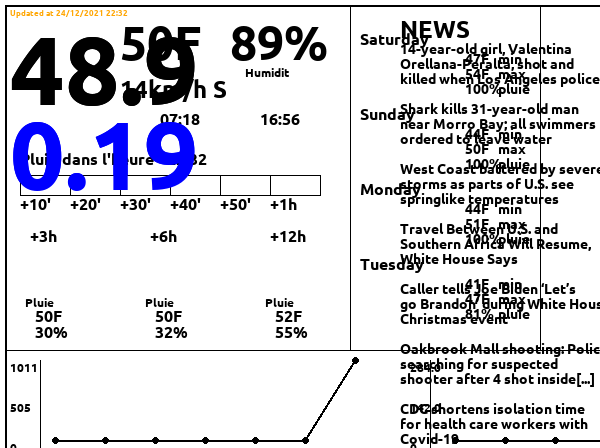 Updated at 24/12/2021 22:32
48.9
50F
89%
Humidit
14km/h S
07:18
16:56
0.19
Pluie dans l'heure
+10'
+20'
+30'
+40'
+50'
+1h
+3h
+6h
+12h
Pluie
50F
30%
Pluie
50F
32%
Pluie
52F
55%
Saturday
47F min
54F max
100%pluie
Sunday
44F min
50F max
100%pluie
Monday
44F min
51F max
100%pluie
Tuesday
41F min
47F max
81% pluie
NEWS
14-year-old girl, Valentina
Orellana-Peralta, shot and
killed when Los Angeles police
Shark kills 31-year-old man
near Morro Bay; all swimmers
ordered to leave water
West Coast battered by severe
storms as parts of U.S. see
springlike temperatures
Travel Between U.S. and
Southern Africa Will Resume,
White House Says
Caller tells Joe Biden ‘Let’s
go Brandon’ during White Hous
Christmas event
Oakbrook Mall shooting: Polic
searching for suspected
shooter after 4 shot inside[...]
CDC shortens isolation time
for health care workers with
Covid-19
1011
505
0